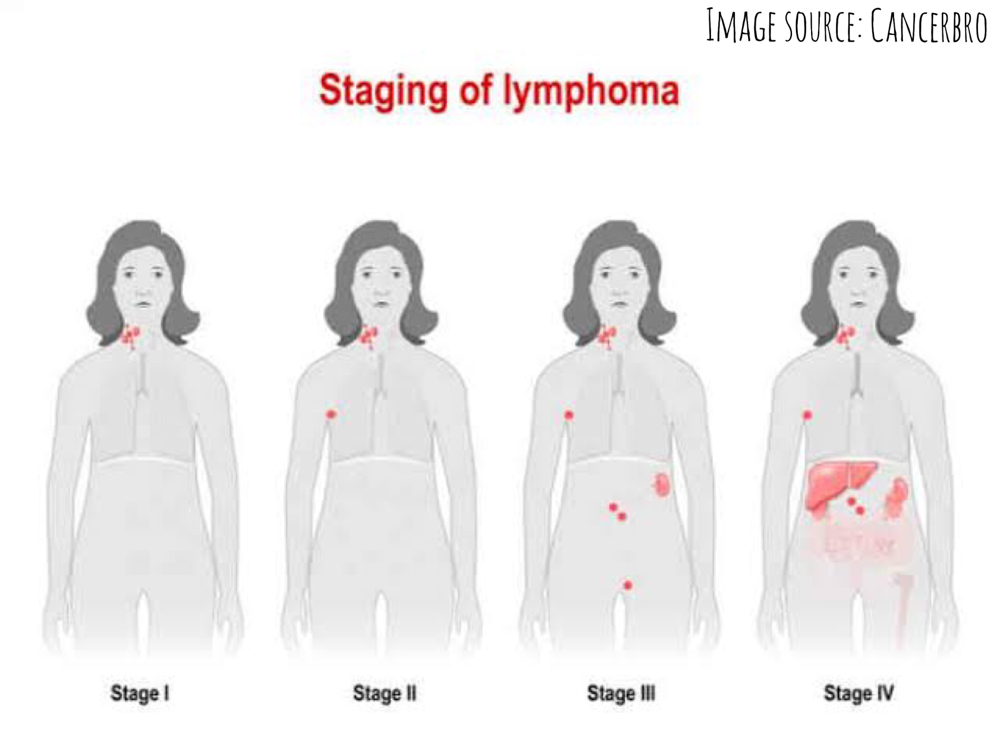 Image source: Cancerbro
Staging of lymphoma
Stage I
Stage II
Stage III
Stage IV